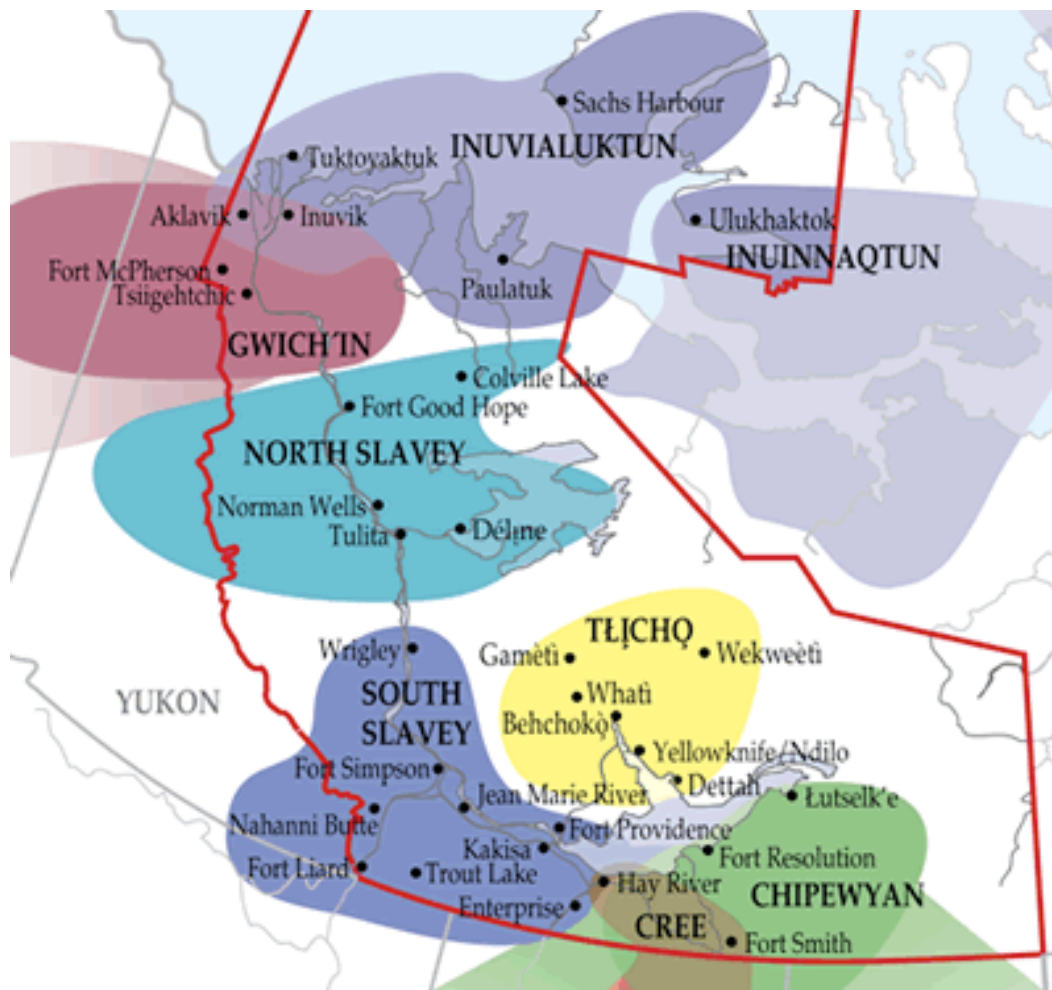 Sachs Harbour
INUVIALUKTUN
Tuktoyaktuk
Aklavik
Inuvik
Ulukhaktok
INUINNAQTUN
Fort McPherson
Tsiigehtchic
Paulatuk
GWICH´IN
Colville Lake
Fort Good Hope
NORTH SLAVEY
Norman Wells
Tulita
Délı̨ne
TŁĮCHǪ
Wrigley
Gamètì
Wekweètì
SOUTH
SLAVEY
YUKON
Whatì
Behchokǫ̀
Yellowknife/Ndilo
Fort Simpson
Dettah
Jean Marie River
Łutselk'e
Nahanni Butte
Fort Providence
Kakisa
Fort Resolution
Fort Liard
Trout Lake
Hay River
CHIPEWYAN
Enterprise
CREE
Fort Smith